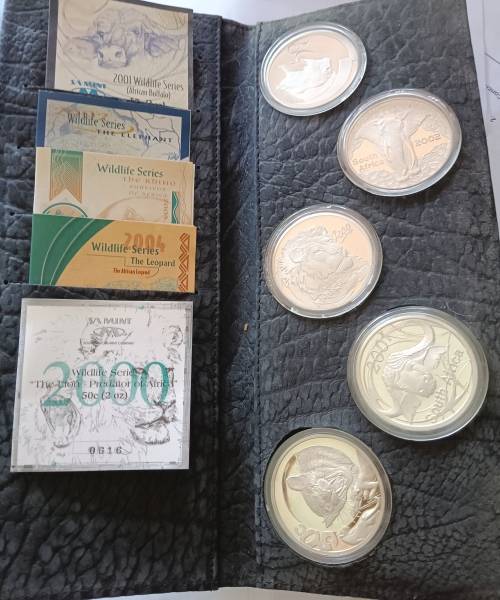 2001 Wildlife Series
(African Buffalo)
SA MINT
Wildlife Series
THE ELEPHANT
Wildlife Series
THE RHINO
2004
Wildlife Series
The Leopard
The African Leopard
SA MINT
2000
Wildlife Series
"The Lion - Predator of Africa"
50c (2 oz)
0616
South
Africa
2002
2001
South Africa